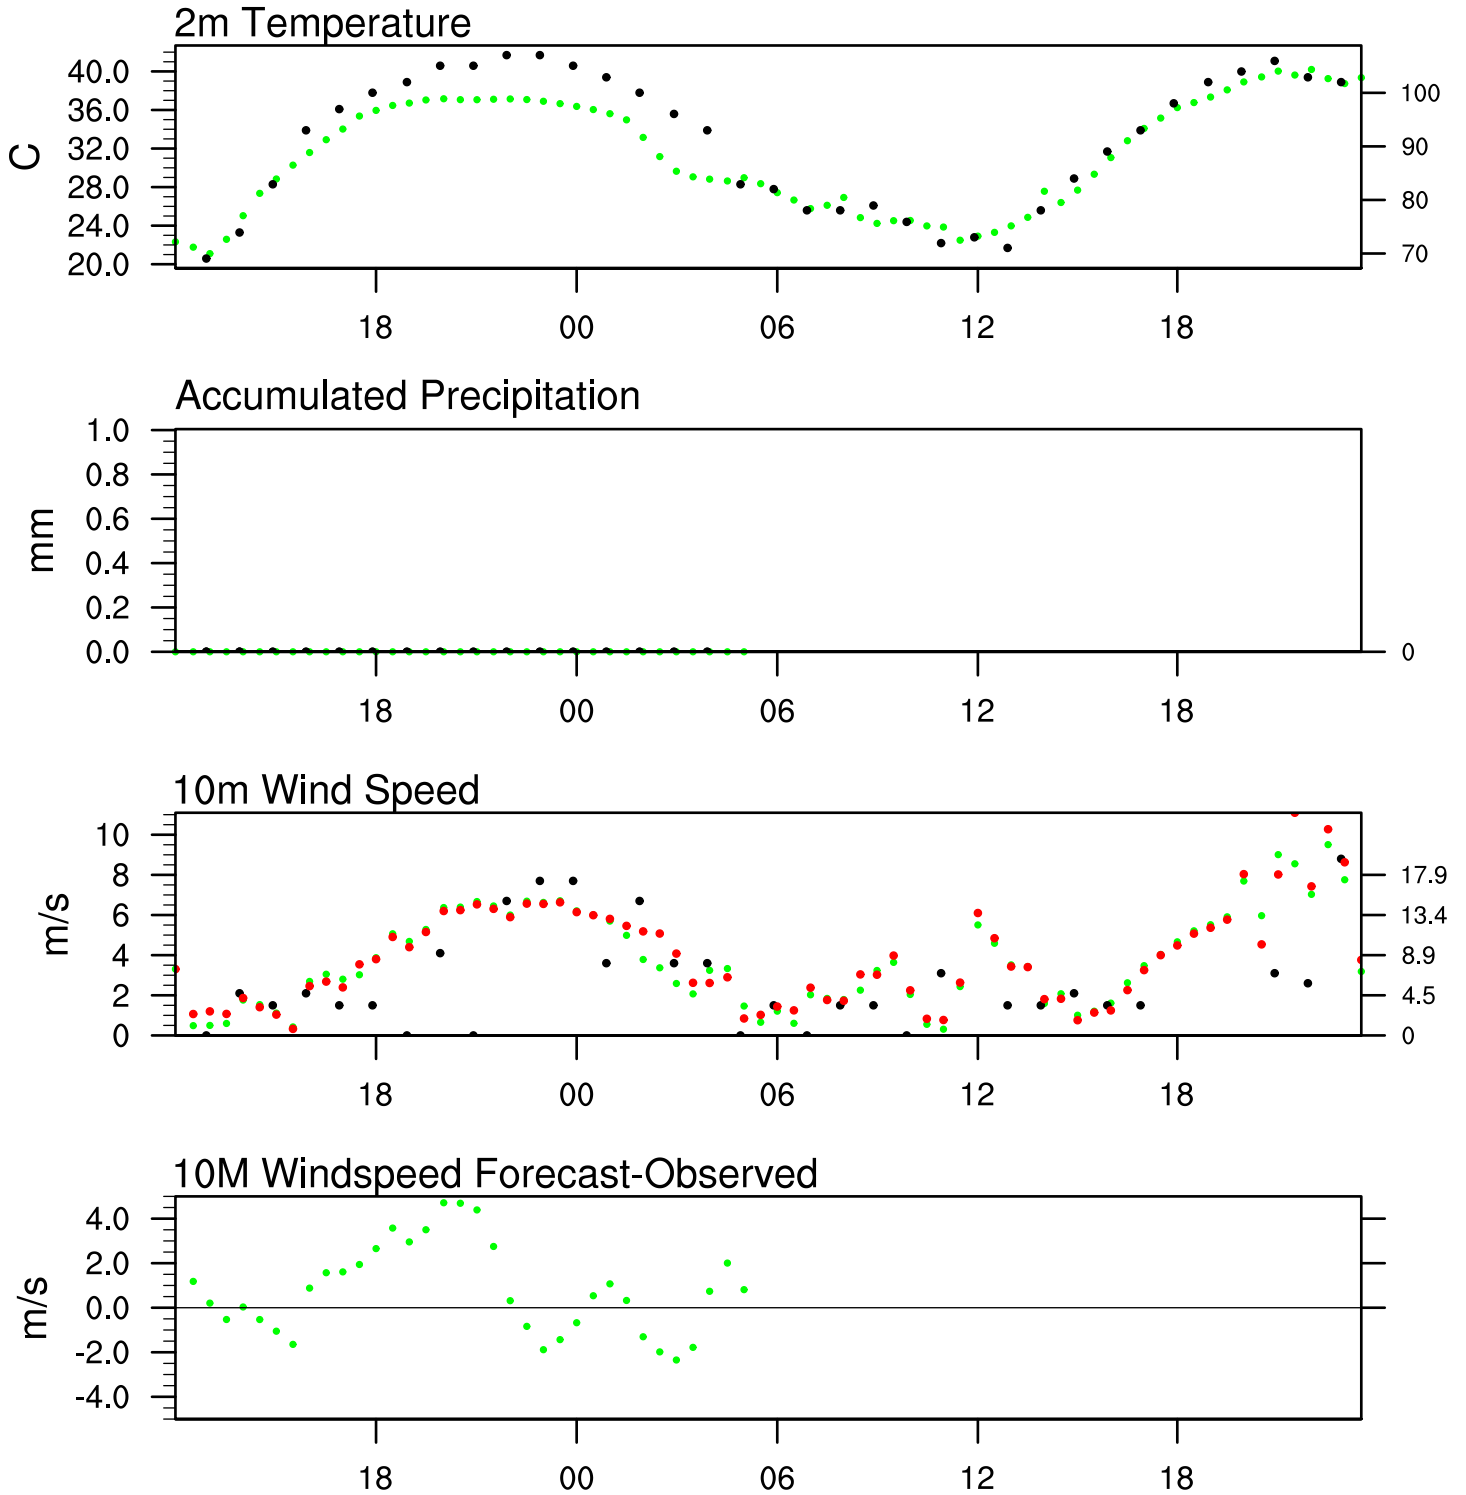 2m Temperature
40.0
36.0
32.0
28.0
24.0
20.0
C
100
90
80
70
18 00 06 12 18
Accumulated Precipitation
1.0
0.8
0.6
0.4
0.2
0.0
mm
0
18 00 06 12 18
10m Wind Speed
10
8
6
4
2
0
m/s
17.9
13.4
8.9
4.5
0
18 00 06 12 18
10M Windspeed Forecast-Observed
4.0
2.0
0.0
-2.0
-4.0
m/s
18 00 06 12 18